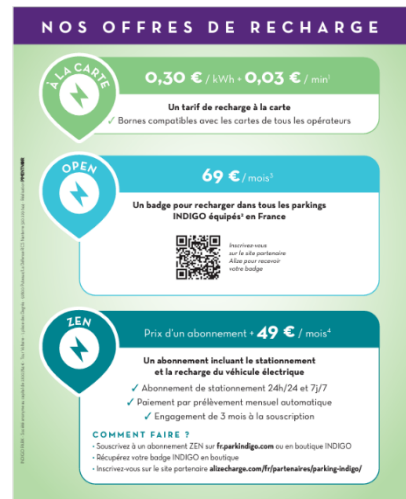 NOS OFFRES DE RECHARGE
À LA CARTE
0,30 € / kWh + 0,03 € / min¹
Un tarif de recharge à la carte
✓ Bornes compatibles avec les cartes de tous les opérateurs
OPEN
69 € / mois³
Un badge pour recharger dans tous les parkings
INDIGO équipés² en France
Inscrivez-vous
sur le site partenaire
Alize pour recevoir
votre badge
ZEN
Prix d'un abonnement + 49 € / mois⁴
Un abonnement incluant le stationnement
et la recharge du véhicule électrique
✓ Abonnement de stationnement 24h/24 et 7j/7
✓ Paiement par prélèvement mensuel automatique
✓ Engagement de 3 mois à la souscription
COMMENT FAIRE ?
• Souscrivez à un abonnement ZEN sur fr.parkindigo.com ou en boutique INDIGO
• Récupérez votre badge INDIGO en boutique
• Inscrivez-vous sur le site partenaire alizecharge.com/fr/partenaires/parking-indigo/